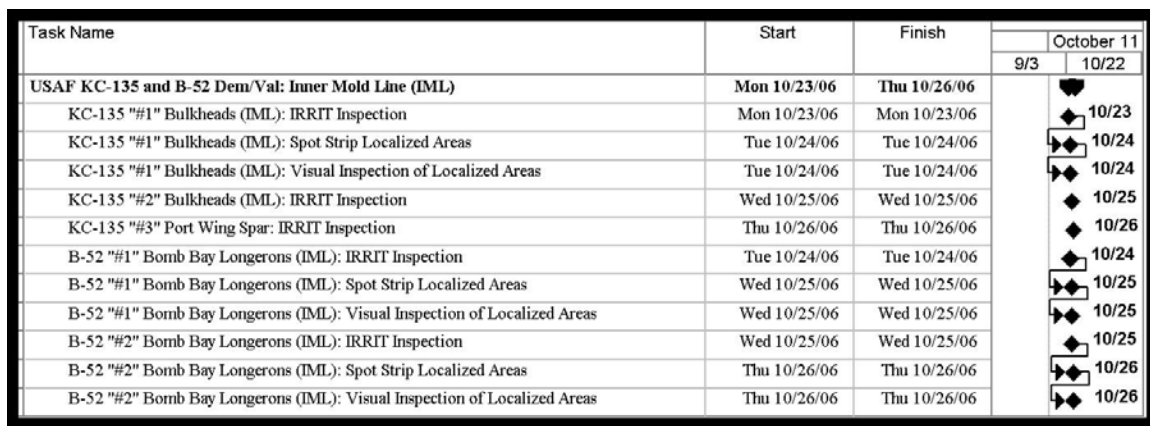 Task Name Start Finish October 11
9/3 10/22
USAF KC-135 and B-52 Dem/Val: Inner Mold Line (IML) Mon 10/23/06 Thu 10/26/06
KC-135 "#1" Bulkheads (IML): IRRIT Inspection Mon 10/23/06 Mon 10/23/06 10/23
KC-135 "#1" Bulkheads (IML): Spot Strip Localized Areas Tue 10/24/06 Tue 10/24/06 10/24
KC-135 "#1" Bulkheads (IML): Visual Inspection of Localized Areas Tue 10/24/06 Tue 10/24/06 10/24
KC-135 "#2" Bulkheads (IML): IRRIT Inspection Wed 10/25/06 Wed 10/25/06 10/25
KC-135 "#3" Port Wing Spar: IRRIT Inspection Thu 10/26/06 Thu 10/26/06 10/26
B-52 "#1" Bomb Bay Longerons (IML): IRRIT Inspection Tue 10/24/06 Tue 10/24/06 10/24
B-52 "#1" Bomb Bay Longerons (IML): Spot Strip Localized Areas Wed 10/25/06 Wed 10/25/06 10/25
B-52 "#1" Bomb Bay Longerons (IML): Visual Inspection of Localized Areas Wed 10/25/06 Wed 10/25/06 10/25
B-52 "#2" Bomb Bay Longerons (IML): IRRIT Inspection Wed 10/25/06 Wed 10/25/06 10/25
B-52 "#2" Bomb Bay Longerons (IML): Spot Strip Localized Areas Thu 10/26/06 Thu 10/26/06 10/26
B-52 "#2" Bomb Bay Longerons (IML): Visual Inspection of Localized Areas Thu 10/26/06 Thu 10/26/06 10/26